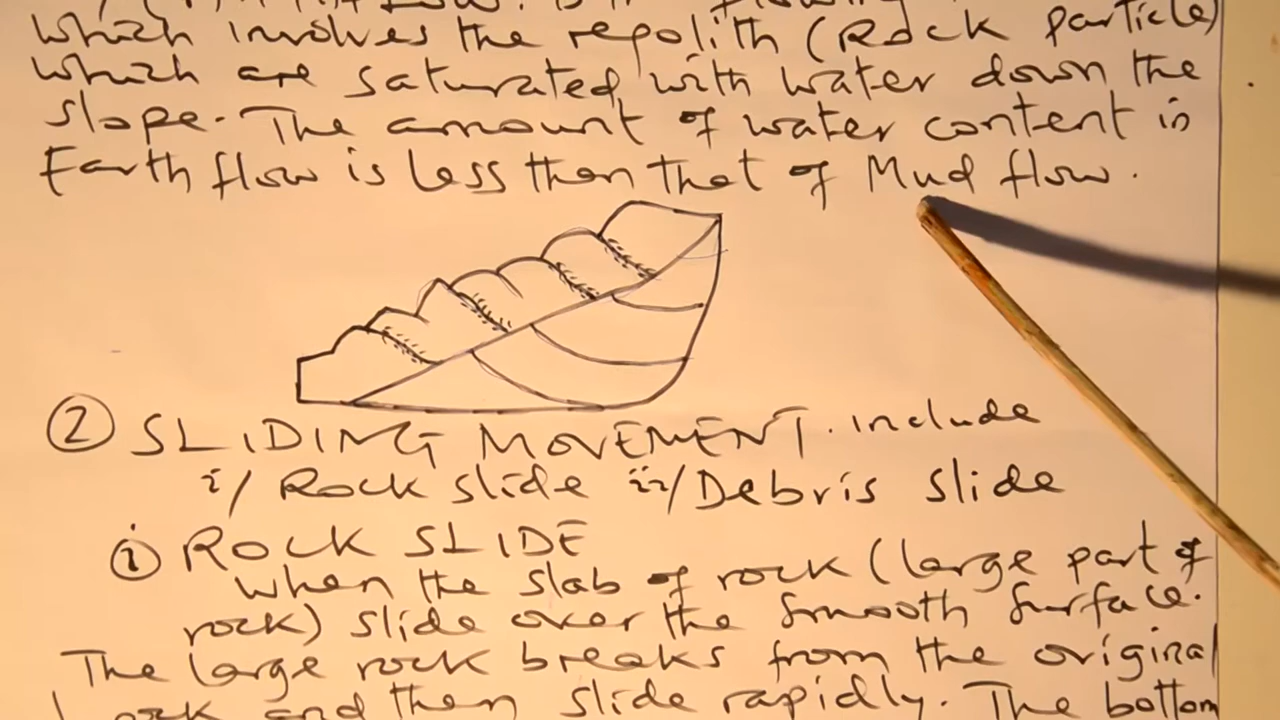 which involves the regolith (Rock particle)
which are saturated with water down the
slope. The amount of water content in
Earth flow is less than that of Mud flow.
② SLIDING MOVEMENT. include
i/ Rock slide ii/ Debris slide
(i) ROCK SLIDE
when the slab of rock (large part of
rock) slide over the smooth surface.
The large rock breaks from the original
rock and then slide rapidly. The bottom